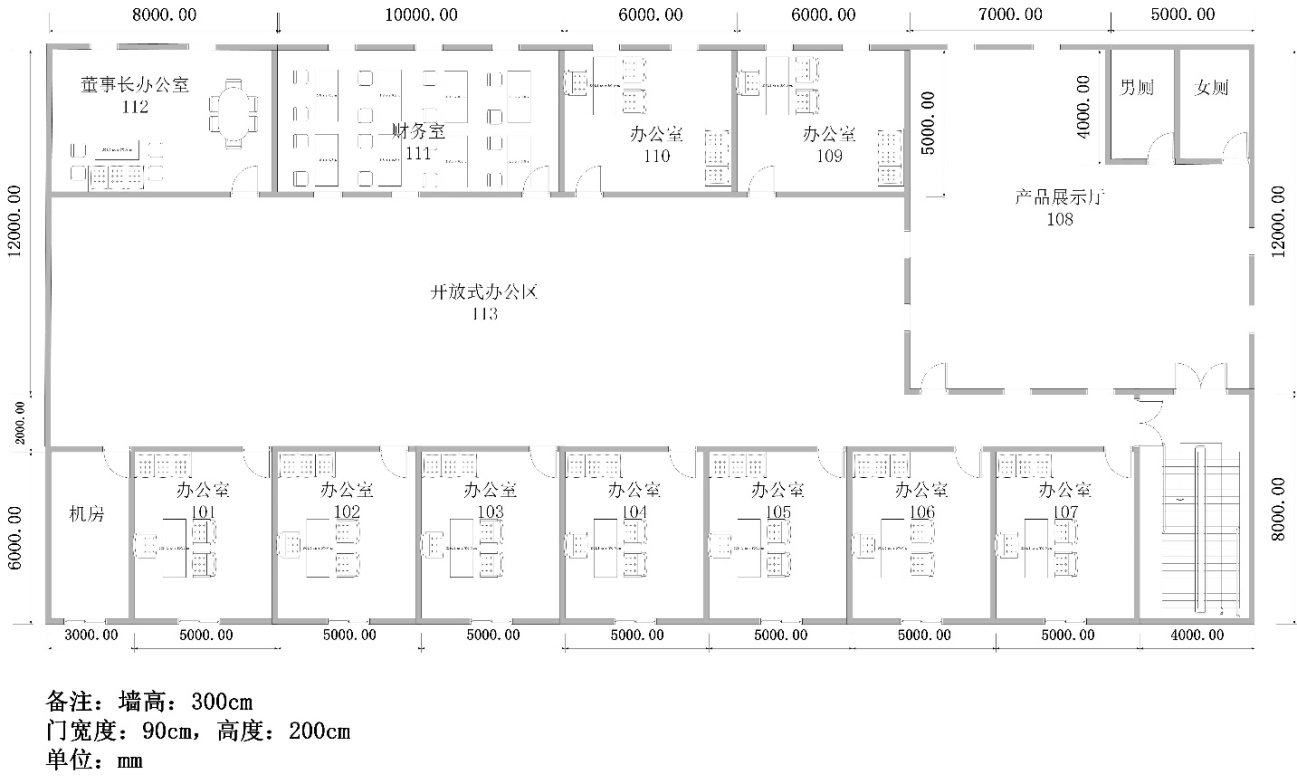 8000.00
10000.00
6000.00
6000.00
7000.00
5000.00
董事长办公室
112
财务室
111
办公室
110
办公室
109
5000.00
4000.00
男厕
女厕
产品展示厅
108
12000.00
12000.00
开放式办公区
113
2000.00
6000.00
8000.00
机房
办公室
101
办公室
102
办公室
103
办公室
104
办公室
105
办公室
106
办公室
107
3000.00
5000.00
5000.00
5000.00
5000.00
5000.00
5000.00
5000.00
4000.00
备注：墙高：300cm
门宽度：90cm，高度：200cm
单位：mm